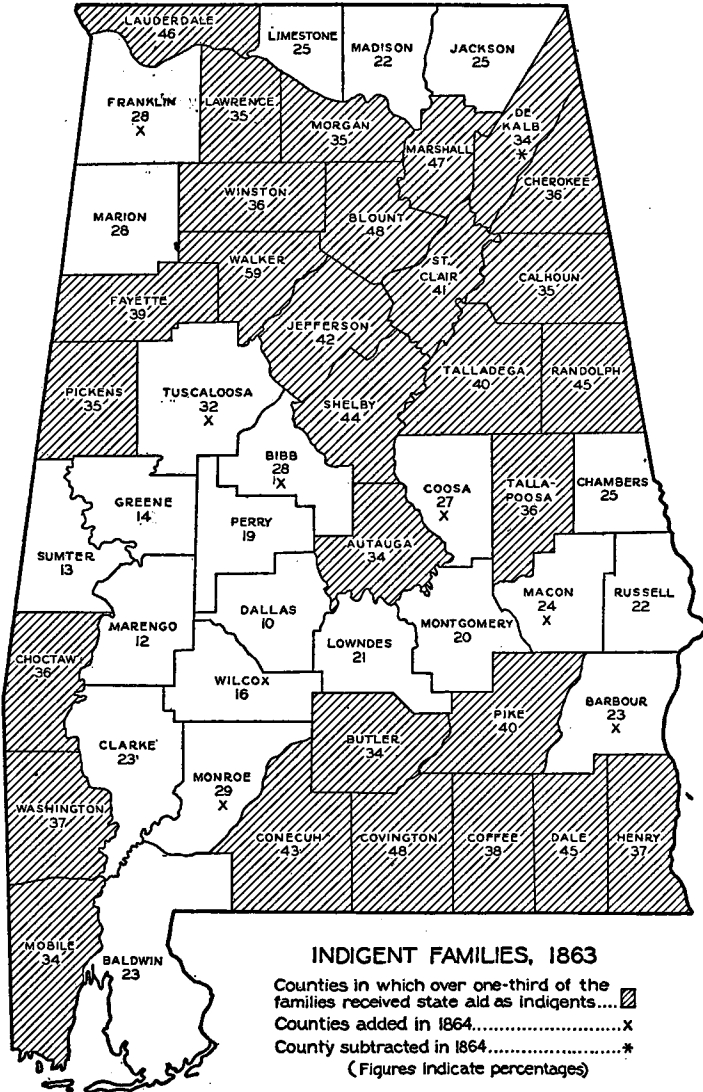 LAUDERDALE
46
LIMESTONE
25
MADISON
22
JACKSON
25
FRANKLIN
28
X
LAWRENCE
35
MORGAN
35
MARSHALL
47
DE
KALB
34
*
CHEROKEE
36
MARION
28
WINSTON
36
BLOUNT
48
WALKER
59
ST.
CLAIR
41
CALHOUN
35
FAYETTE
39
JEFFERSON
42
PICKENS
35
TUSCALOOSA
32
X
SHELBY
44
TALLADEGA
40
RANDOLPH
45
BIBB
28
X
COOSA
27
X
TALLA-
POOSA
36
CHAMBERS
25
GREENE
14
PERRY
19
AUTAUGA
34
SUMTER
13
MACON
24
X
RUSSELL
22
MARENGO
12
DALLAS
10
LOWNDES
21
MONTGOMERY
20
CHOCTAW
36
WILCOX
16
BARBOUR
23
X
CLARKE
23
BUTLER
34
PIKE
40
MONROE
29
X
WASHINGTON
37
CONECUH
43
COVINGTON
48
COFFEE
38
DALE
45
HENRY
37
MOBILE
34
BALDWIN
23
INDIGENT FAMILIES, 1863
Counties in which over one-third of the
families received state aid as indigents....
Counties added in 1864..............................x
County subtracted in 1864........................*
(Figures indicate percentages)